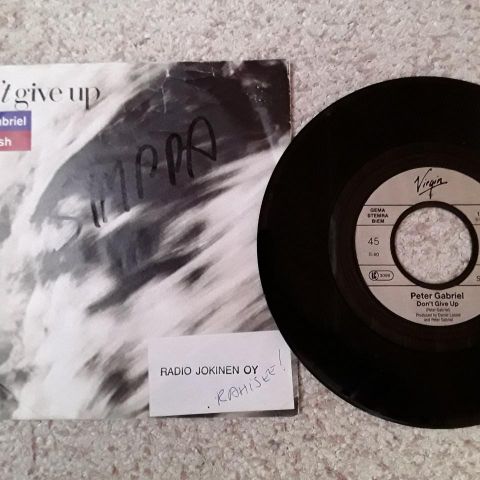 't give up
abriel
sh
SIMPPA
RADIO JOKINEN OY
RAHISEE!
Virgin
GEMA
STEMRA
BIEM
45
Peter Gabriel
Don't Give Up
(Peter Gabriel)
Produced by Daniel Lanois
and Peter Gabriel